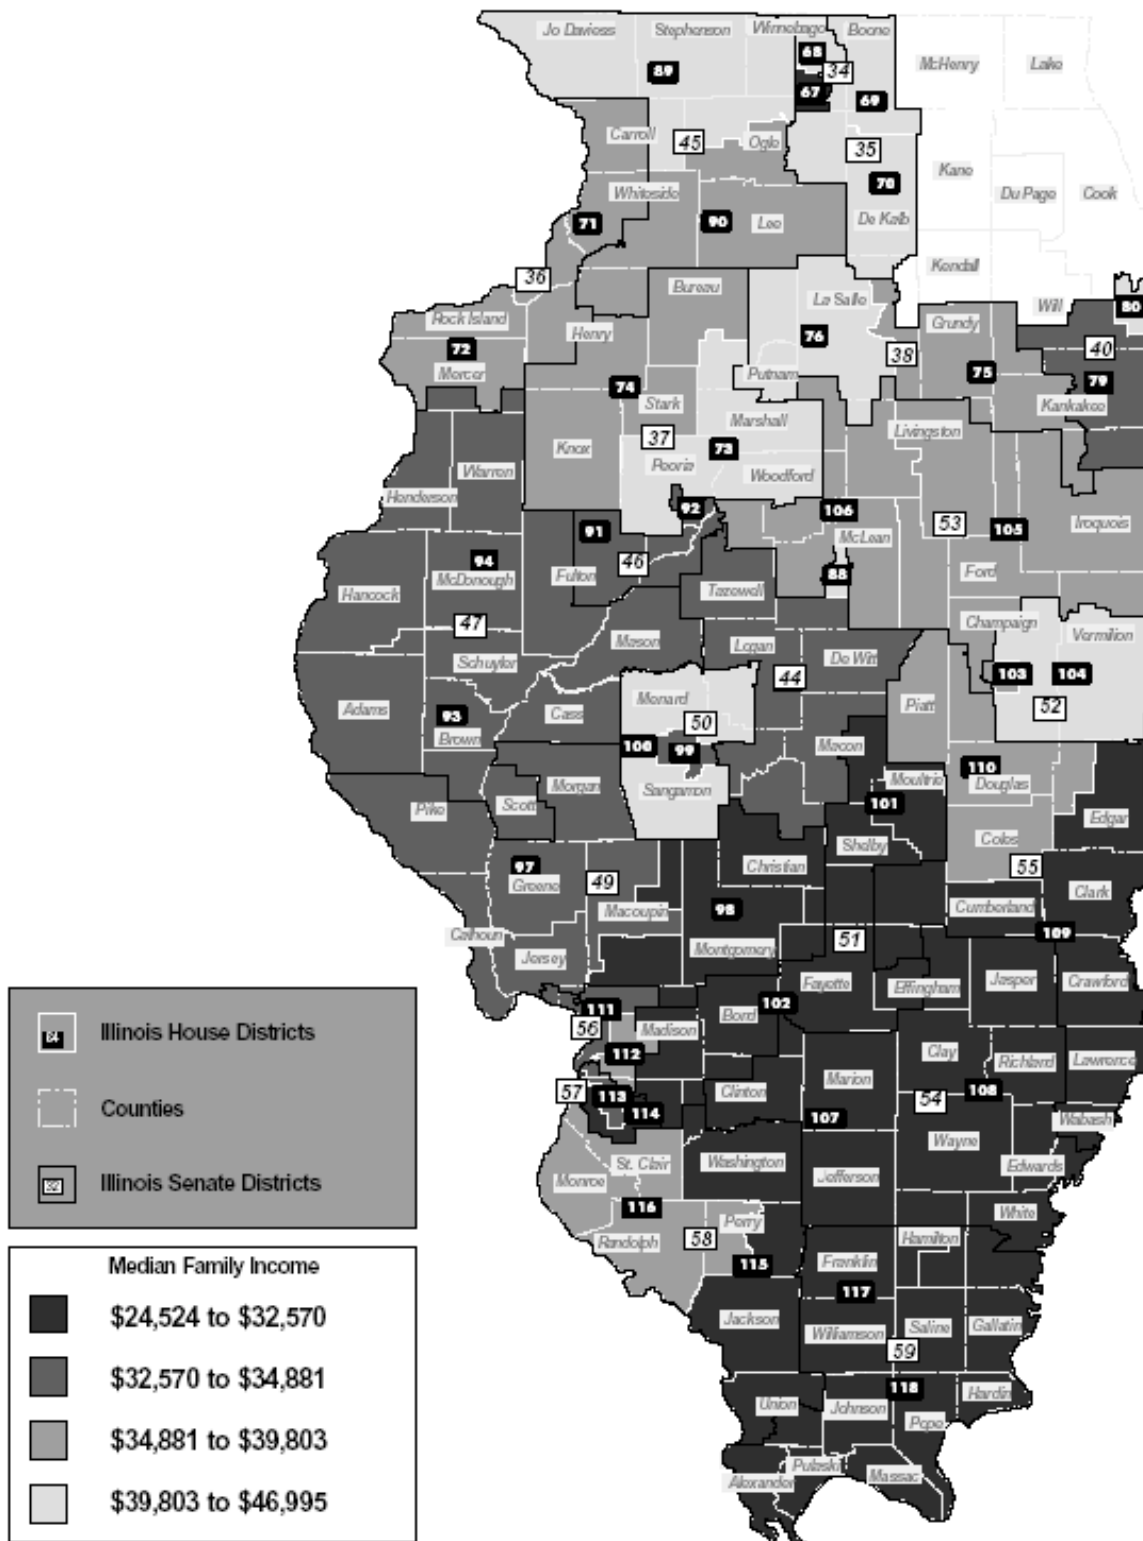 Jo Daviess
Stephenson
Winnebago
Boone
McHenry
Lake
68
34
89
67
69
Carroll
45
Ogle
35
Kane
Du Page
Cook
Whiteside
70
71
90
Lee
De Kalb
36
Kendall
Bureau
La Salle
Will
80
Rock Island
Henry
76
Grundy
72
38
40
Mercer
74
Putnam
75
79
Stark
Kankakee
Marshall
37
Livingston
Knox
73
Peoria
Warren
Woodford
Henderson
92
106
91
McLean
53
105
Iroquois
94
46
McDonough
Fulton
88
Ford
Hancock
Tazewell
47
Mason
Logan
Champaign
Vermilion
Schuyler
De Witt
44
103
104
Adams
93
Cass
Menard
50
Piatt
52
Brown
100
99
Macon
110
Moultrie
Douglas
Pike
Scott
Morgan
Sangamon
101
Edgar
Shelby
Coles
97
Christian
55
Greene
49
Clark
98
Macoupin
Cumberland
Calhoun
51
109
Montgomery
Jersey
Fayette
Effingham
Jasper
Crawford
111
102
Bord
56
Madison
112
Clay
Richland
Lawrence
57
113
Marion
114
Clinton
108
54
107
Wabash
Wayne
St. Clair
Washington
Edwards
Monroe
Jefferson
116
Perry
White
Randolph
58
Hamilton
115
Franklin
117
Jackson
Williamson
Saline
Gallatin
59
118
Hardin
Union
Johnson
Pope
Pulaski
Alexander
Massac
Illinois House Districts
Counties
32
Illinois Senate Districts
Median Family Income
$24,524 to $32,570
$32,570 to $34,881
$34,881 to $39,803
$39,803 to $46,995